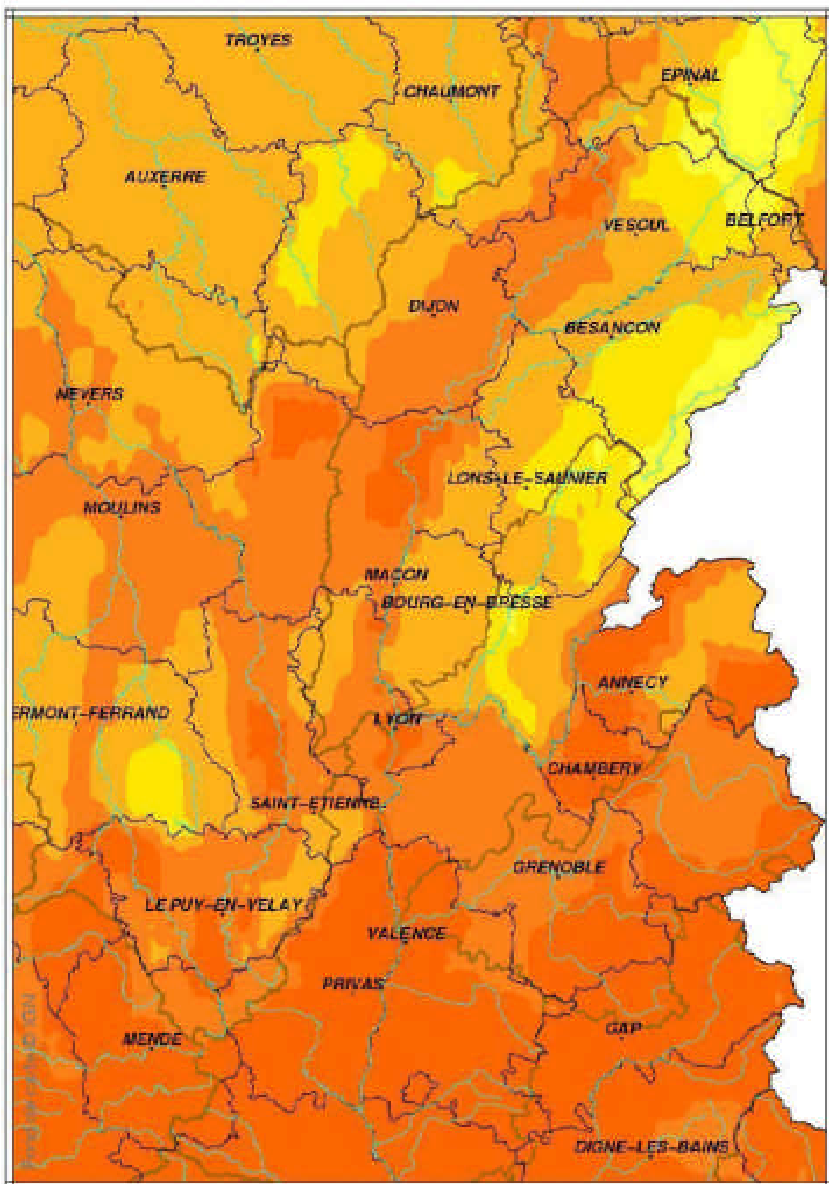 TROYES
EPINAL
CHAUMONT
AUXERRE
BELFORT
VESOUL
DIJON
BESANCON
NEVERS
LONS-LE-SAUNIER
MOULINS
MACON
BOURG-EN-BRESSE
ANNECY
ERMONT-FERRAND
LYON
CHAMBERY
SAINT-ETIENNE
GRENOBLE
LE PUY-EN-VELAY
VALENCE
PRIVAS
GAP
MENDE
DIGNE-LES-BAINS